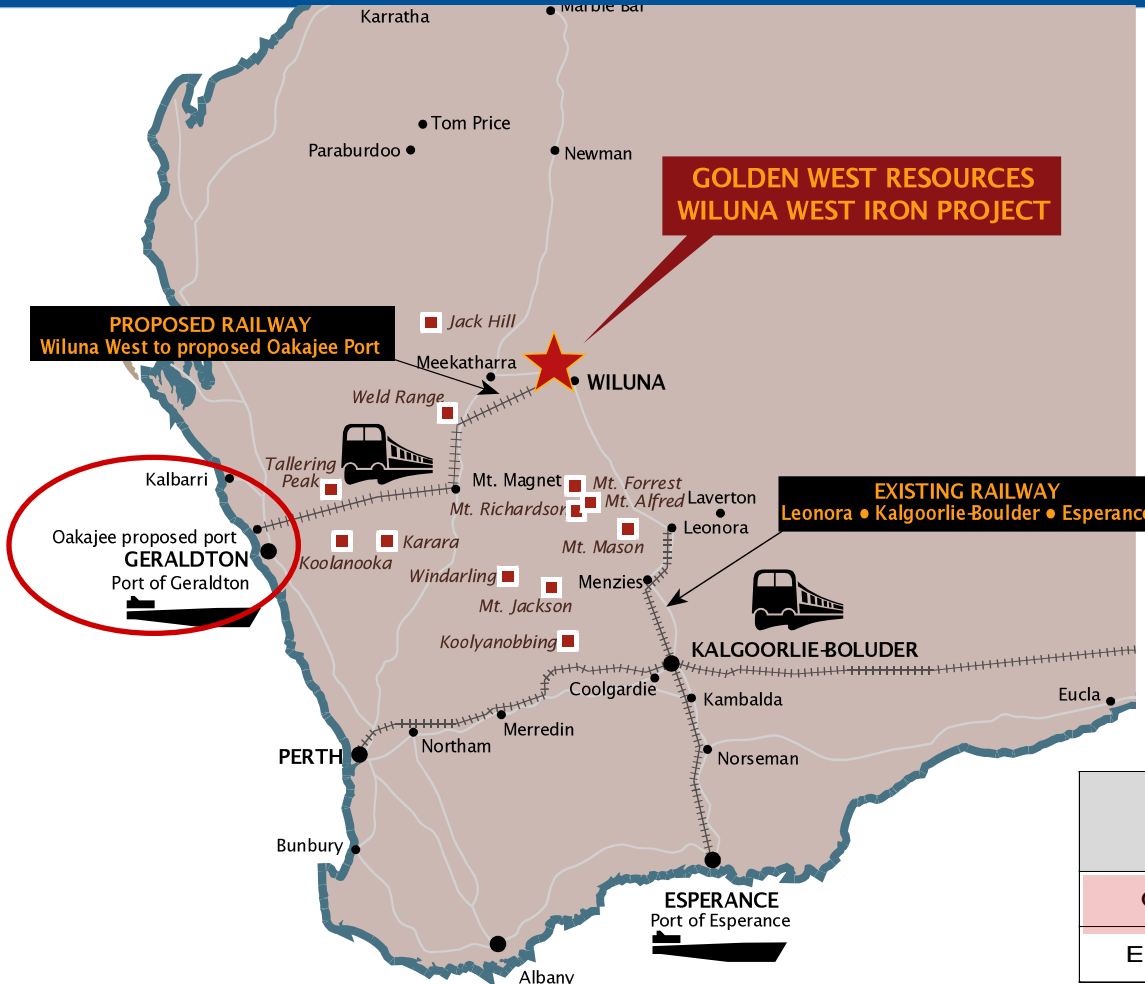 Karratha
Marble Bar
Tom Price
Paraburdoo
Newman
GOLDEN WEST RESOURCES
WILUNA WEST IRON PROJECT
PROPOSED RAILWAY
Wiluna West to proposed Oakajee Port
Jack Hill
Meekatharra
WILUNA
Weld Range
Tallering
Peak
Kalbarri
Mt. Magnet
Mt. Forrest
Mt. Alfred
Mt. Richardson
Laverton
EXISTING RAILWAY
Leonora ● Kalgoorlie-Boulder ● Esperance
Leonora
Oakajee proposed port
GERALDTON
Port of Geraldton
Koolanooka
Karara
Mt. Mason
Windarling
Mt. Jackson
Menzies
Koolyanobbing
KALGOORLIE-BOLUDER
Coolgardie
Kambalda
Eucla
Merredin
Northam
PERTH
Norseman
Bunbury
ESPERANCE
Port of Esperance
Albany
E